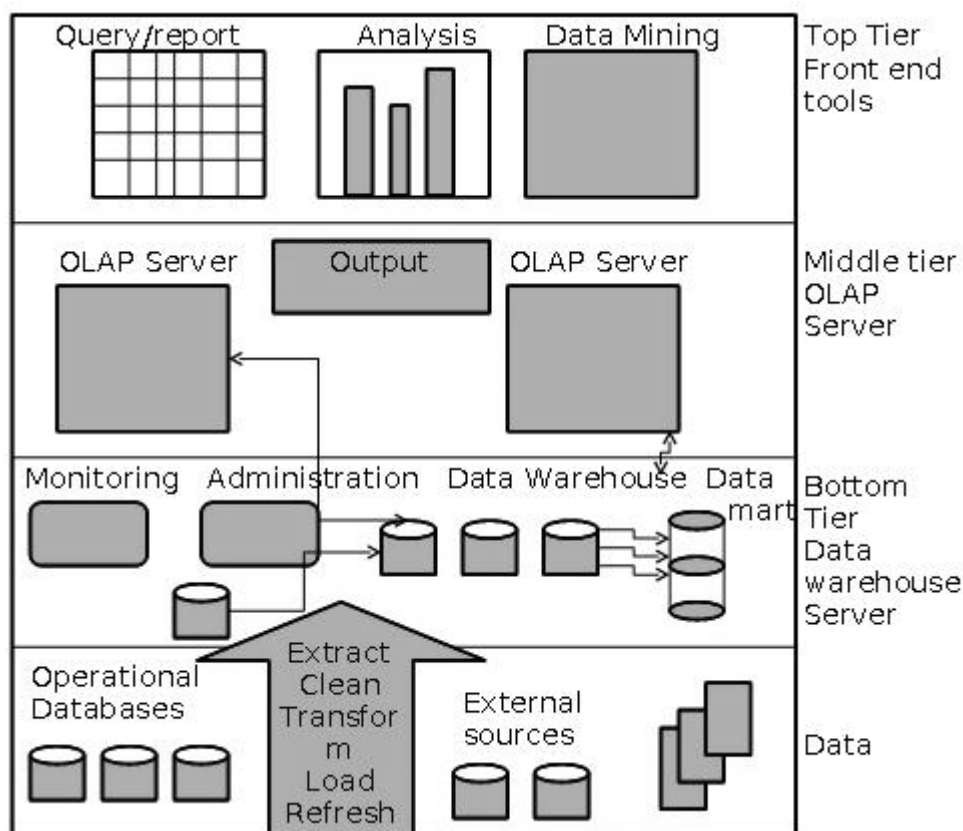 Query/report
Analysis
Data Mining
Top Tier
Front end
tools
OLAP Server
Output
OLAP Server
Middle tier
OLAP
Server
Monitoring
Administration
Data Warehouse
Data
mart
Bottom
Tier
Data
warehouse
Server
Operational
Databases
Extract
Clean
Transfor
m
Load
Refresh
External
sources
Data